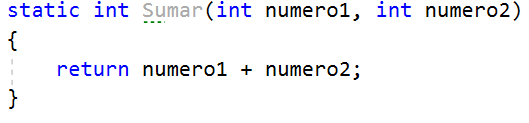 static int Sumar(int numero1, int numero2)
{
    return numero1 + numero2;
}